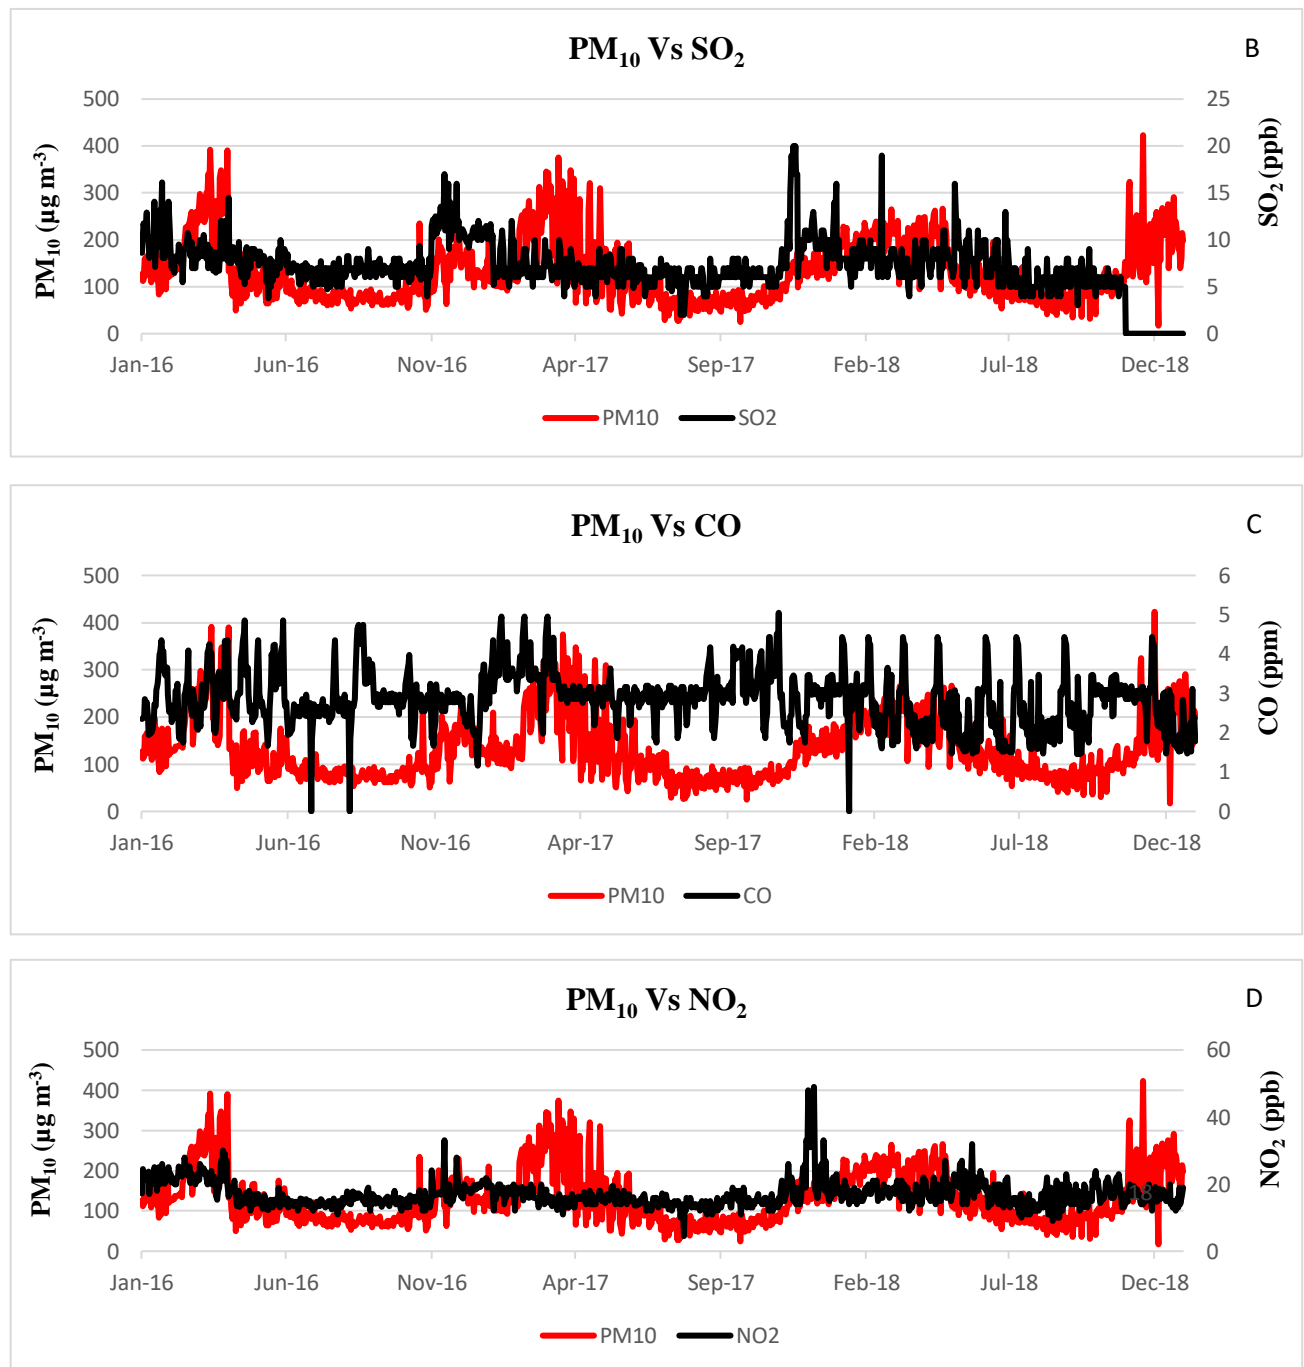 PM10 Vs SO2
B
500
400
300
200
100
0
PM10 (µg m-3)
25
20
15
10
5
0
SO2 (ppb)
Jan-16 Jun-16 Nov-16 Apr-17 Sep-17 Feb-18 Jul-18 Dec-18
PM10 SO2
PM10 Vs CO
C
500
400
300
200
100
0
PM10 (µg m-3)
6
5
4
3
2
1
0
CO (ppm)
Jan-16 Jun-16 Nov-16 Apr-17 Sep-17 Feb-18 Jul-18 Dec-18
PM10 CO
PM10 Vs NO2
D
500
400
300
200
100
0
PM10 (µg m-3)
60
50
40
30
20
10
0
NO2 (ppb)
18
Jan-16 Jun-16 Nov-16 Apr-17 Sep-17 Feb-18 Jul-18 Dec-18
PM10 NO2